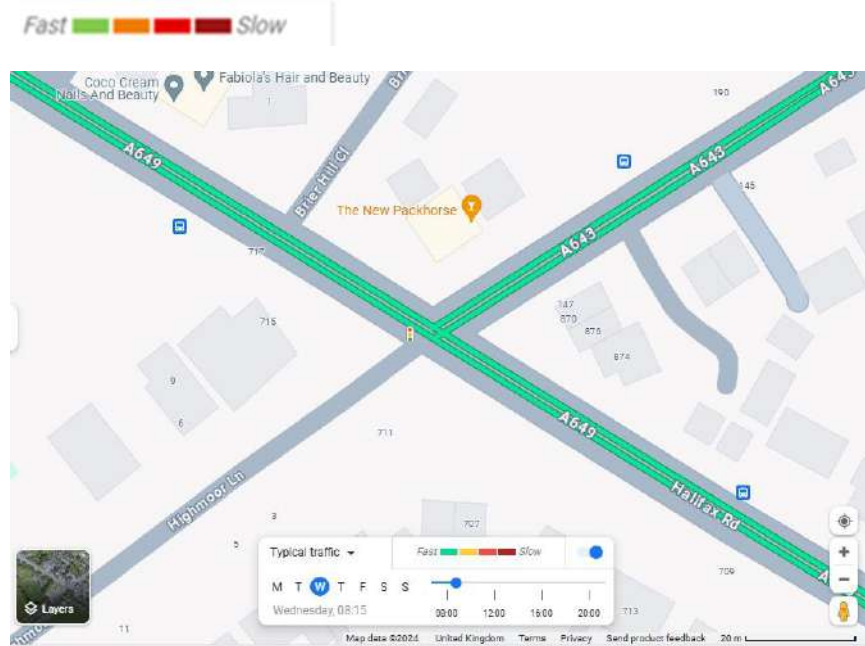 Fast Slow
Coco Cream
Nails And Beauty
Fabiola's Hair and Beauty
1
190
A643
A649
Brier Hill Cl
A643
145
The New Packhorse
A643
717
715
147
870
876
874
9
6
A649
711
Highmoor Ln
Halifax Rd
3
707
5
Typical traffic
Fast Slow
M T W T F S S
Wednesday, 08:15
08:00 12:00 16:00 20:00
709
713
Layers
11
Map data ©2024 United Kingdom Terms Privacy Send product feedback 20 m